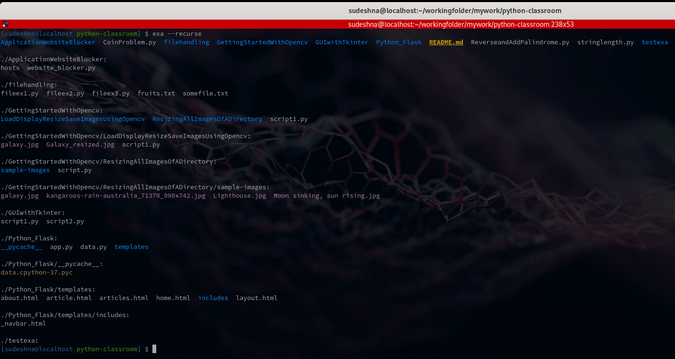 sudeshna@localhost:~/workingfolder/mywork/python-classroom
sudeshna@localhost:~/workingfolder/mywork/python-classroom 238x53
[sudeshna@localhost python-classroom] $ exa --recurse
ApplicationWebsiteBlocker CoinProblem.py filehandling GettingStartedWithOpencv GUIwithTkinter Python_Flask README.md ReverseandAddPalindrome.py stringlength.py testexa
./ApplicationWebsiteBlocker:
hosts website_blocker.py
./filehandling:
fileex1.py fileex2.py fileex3.py fruits.txt somefile.txt
./GettingStartedWithOpencv:
LoadDisplayResizeSaveImagesUsingOpencv ResizingAllImagesOfADirectory script1.py
./GettingStartedWithOpencv/LoadDisplayResizeSaveImagesUsingOpencv:
galaxy.jpg Galaxy_resized.jpg script1.py
./GettingStartedWithOpencv/ResizingAllImagesOfADirectory:
sample-images script.py
./GettingStartedWithOpencv/ResizingAllImagesOfADirectory/sample-images:
galaxy.jpg kangaroos-rain-australia_71370_990x742.jpg Lighthouse.jpg Moon sinking, sun rising.jpg
./GUIwithTkinter:
script1.py script2.py
./Python_Flask:
__pycache__ app.py data.py templates
./Python_Flask/__pycache__:
data.cpython-37.pyc
./Python_Flask/templates:
about.html article.html articles.html home.html includes layout.html
./Python_Flask/templates/includes:
_navbar.html
./testexa:
[sudeshna@localhost python-classroom] $